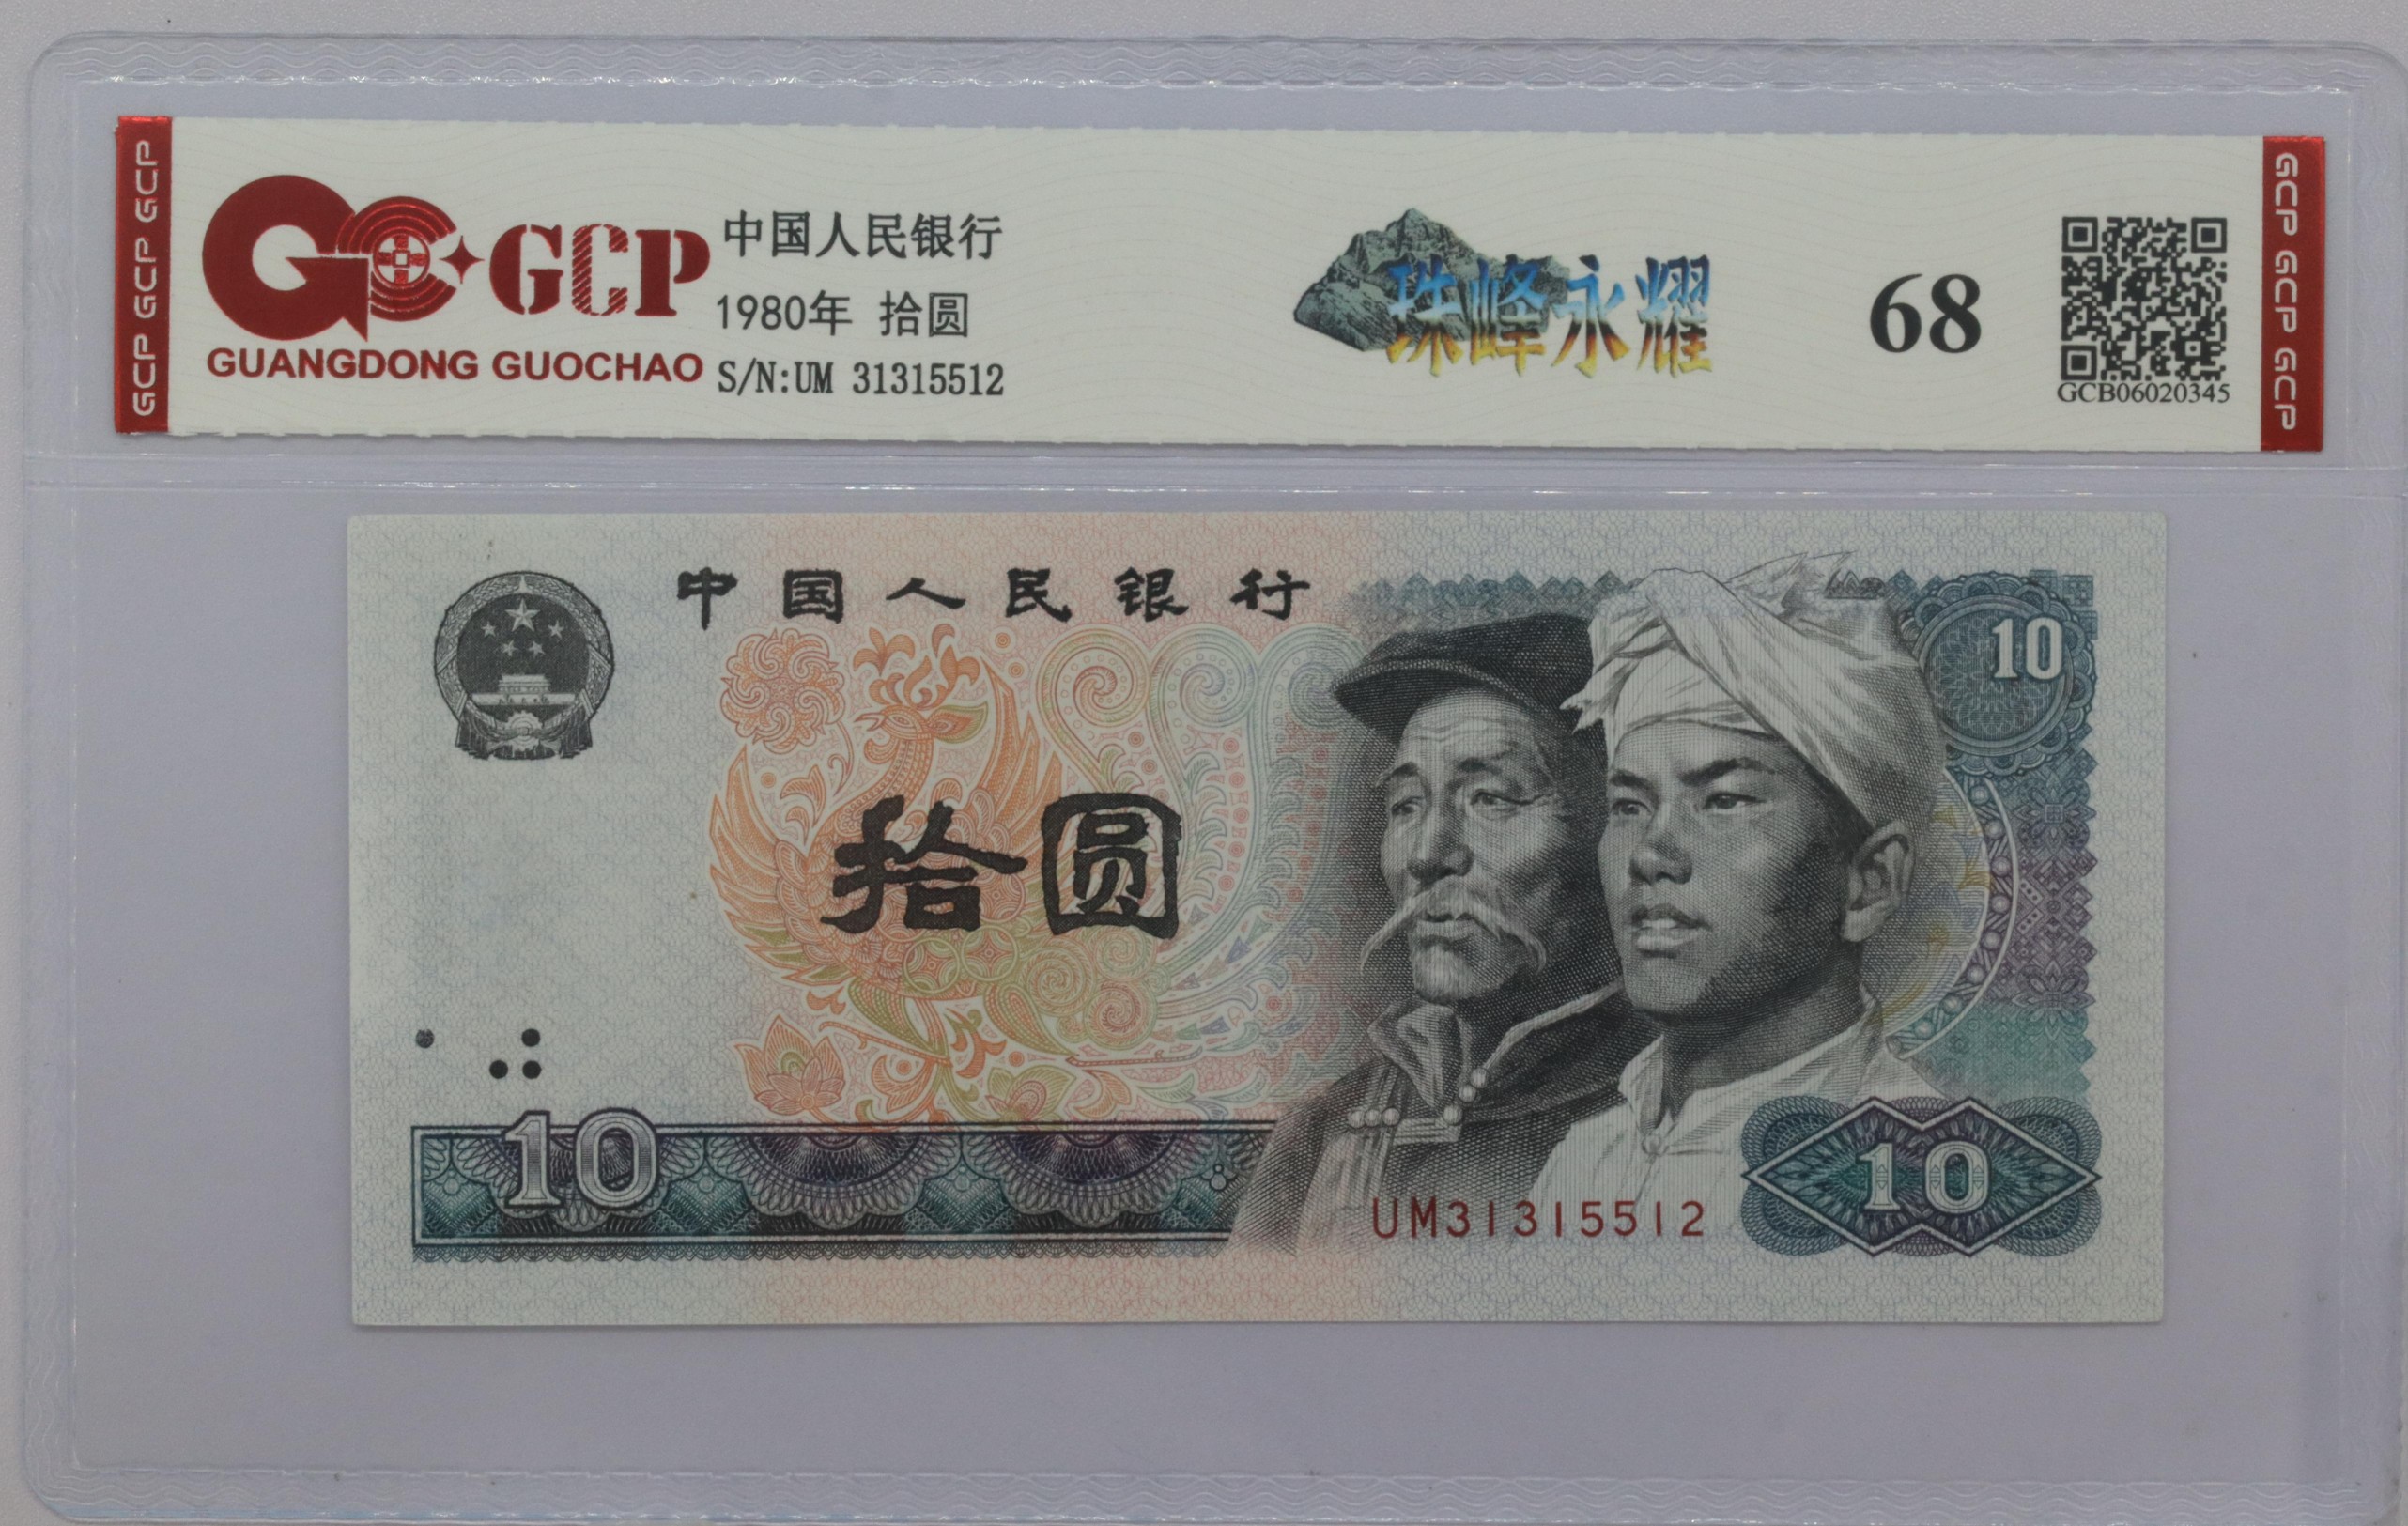 GCP GCP GCP
GCP
GUANGDONG GUOCHAO
中国人民银行
1980年 拾圆
S/N:UM 31315512
珠峰永耀
68
GCB06020345
GCP GCP GCP
中国人民银行
10
拾圆
10
UM31315512
10